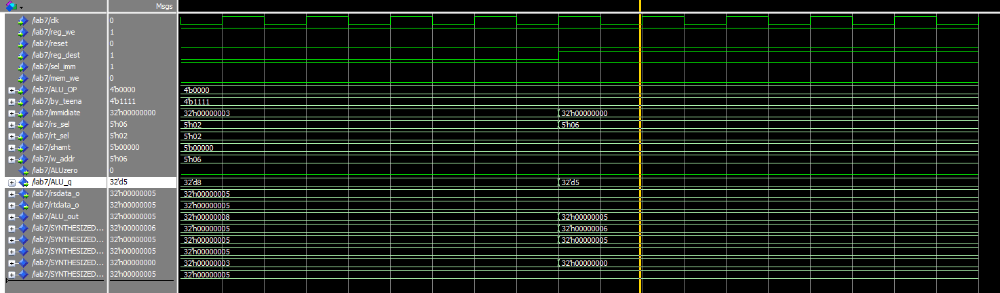 Msgs
/lab7/clk 0
/lab7/reg_we 1
/lab7/reset 0
/lab7/reg_dest 1
/lab7/sel_imm 1
/lab7/mem_we 0
/lab7/ALU_OP 4'b0000 4'b0000
/lab7/by_teena 4'b1111 4'b1111
/lab7/immidiate 32'h00000000 32'h00000003 32'h00000000
/lab7/rs_sel 5'h06 5'h02 5'h06
/lab7/rt_sel 5'h02 5'h02
/lab7/shamt 5'b00000 5'b00000
/lab7/w_addr 5'h06 5'h06
/lab7/ALUzero 0
/lab7/ALU_q 32'd5 32'd8 32'd5
/lab7/rsdata_o 32'h00000005 32'h00000005
/lab7/rtdata_o 32'h00000005 32'h00000005
/lab7/ALU_out 32'h00000005 32'h00000008 32'h00000005
/lab7/SYNTHESIZED... 32'h00000006 32'h00000005 32'h00000006
/lab7/SYNTHESIZED... 32'h00000005 32'h00000005 32'h00000005
/lab7/SYNTHESIZED... 32'h00000005 32'h00000005
/lab7/SYNTHESIZED... 32'h00000000 32'h00000003 32'h00000000
/lab7/SYNTHESIZED... 32'h00000005 32'h00000005